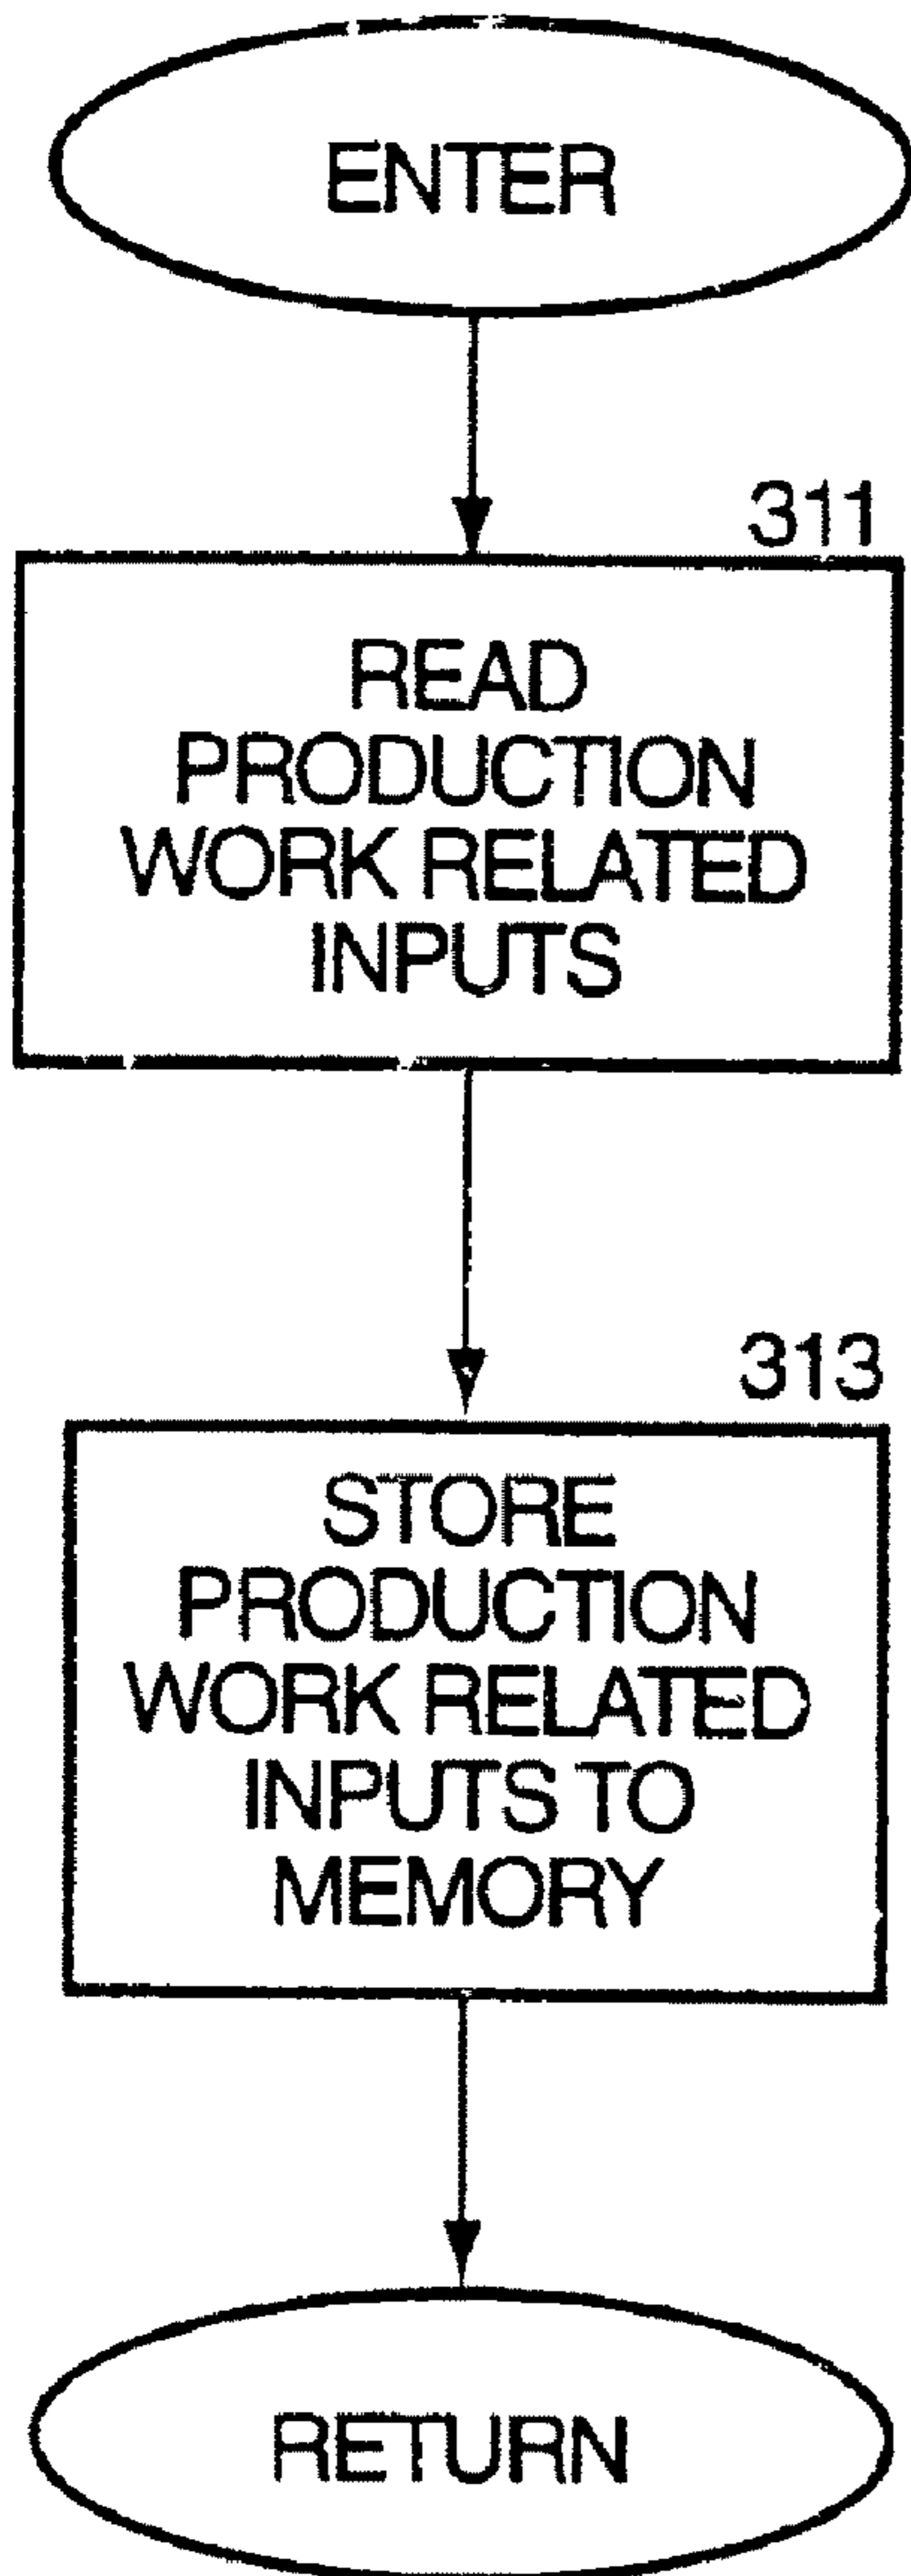 ENTER
311
READ
PRODUCTION
WORK RELATED
INPUTS
313
STORE
PRODUCTION
WORK RELATED
INPUTS TO
MEMORY
RETURN